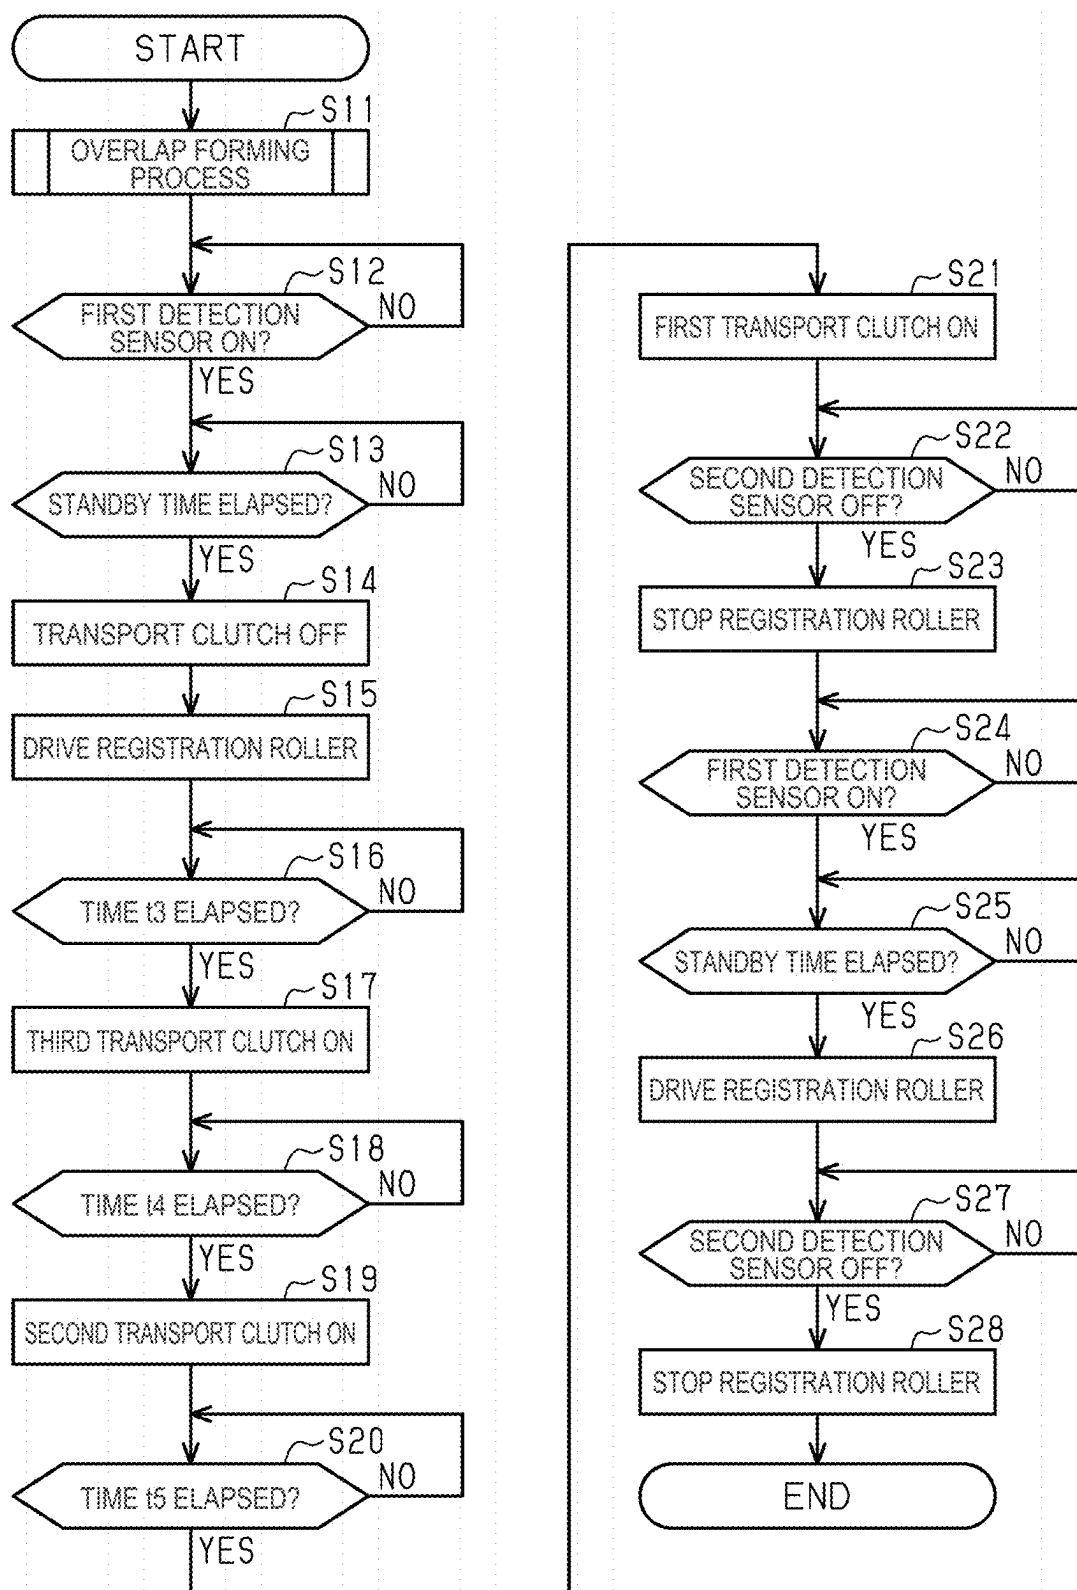 START
S11
OVERLAP FORMING
PROCESS
S12
FIRST DETECTION
SENSOR ON?
NO
YES
S13
STANDBY TIME ELAPSED?
NO
YES
S14
TRANSPORT CLUTCH OFF
S15
DRIVE REGISTRATION ROLLER
S16
TIME t3 ELAPSED?
NO
YES
S17
THIRD TRANSPORT CLUTCH ON
S18
TIME t4 ELAPSED?
NO
YES
S19
SECOND TRANSPORT CLUTCH ON
S20
TIME t5 ELAPSED?
NO
YES
S21
FIRST TRANSPORT CLUTCH ON
S22
SECOND DETECTION
SENSOR OFF?
NO
YES
S23
STOP REGISTRATION ROLLER
S24
FIRST DETECTION
SENSOR ON?
NO
YES
S25
STANDBY TIME ELAPSED?
NO
YES
S26
DRIVE REGISTRATION ROLLER
S27
SECOND DETECTION
SENSOR OFF?
NO
YES
S28
STOP REGISTRATION ROLLER
END